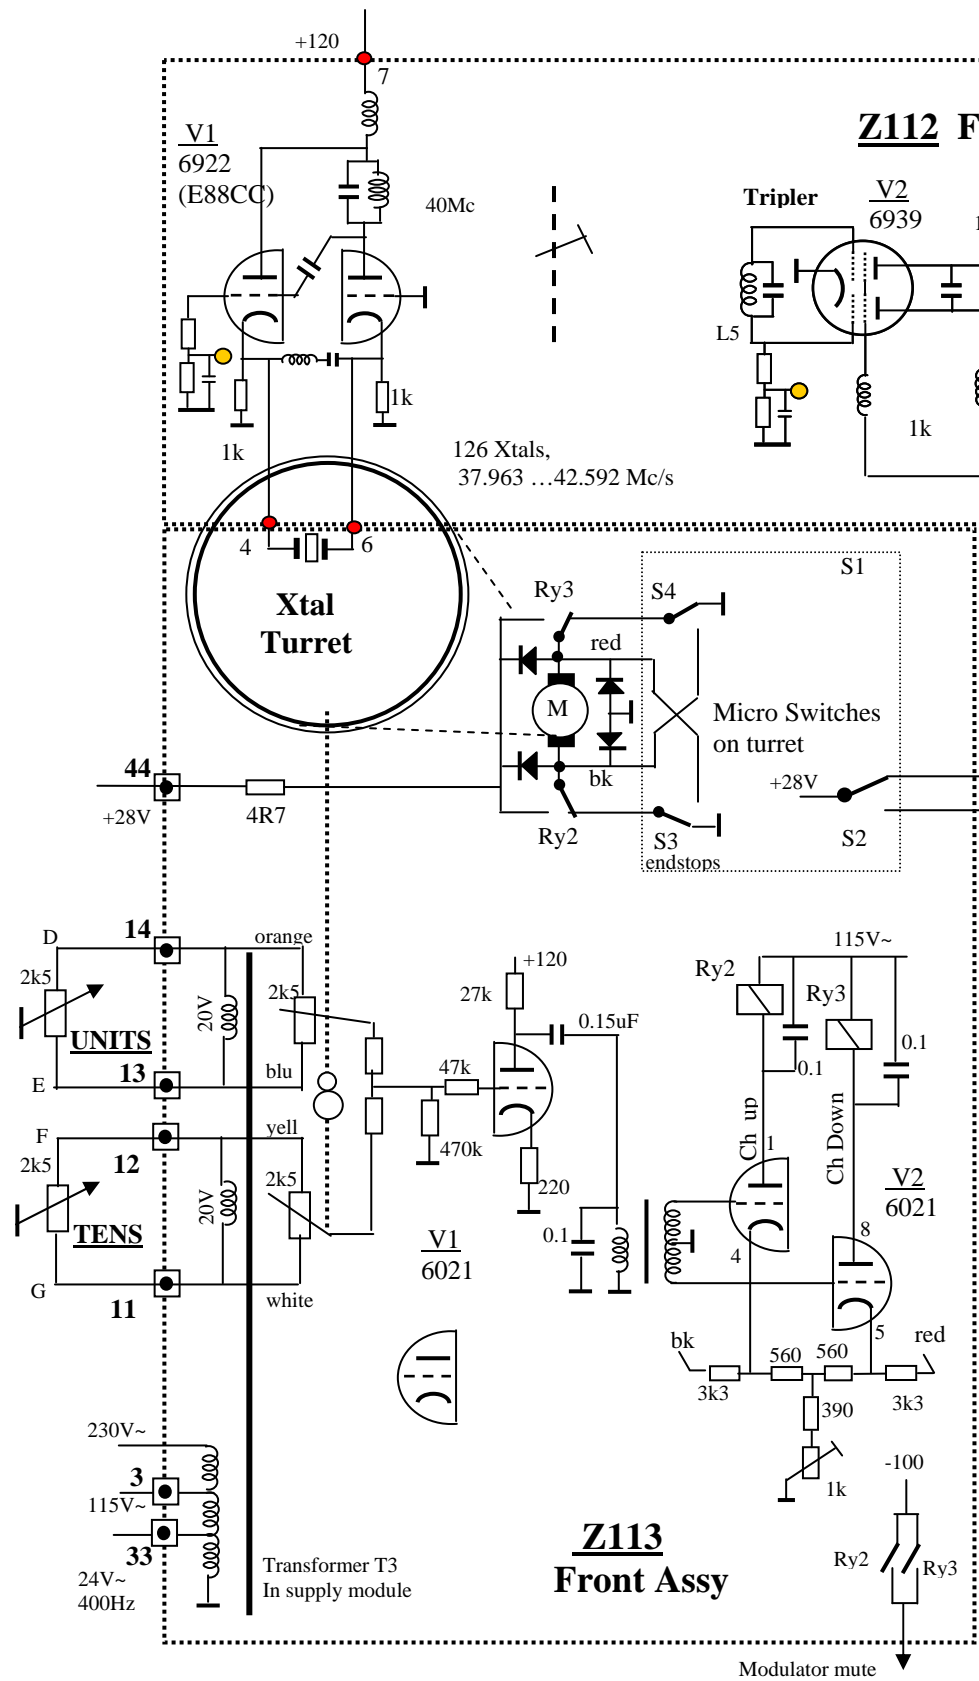 +120
7
V1
6922
(E88CC)
40Mc
Z112 F
Tripler
V2
6939
L5
1k
1k
1k
126 Xtals,
37.963 …42.592 Mc/s
4
6
Xtal
Turret
S1
Ry3
S4
red
M
Micro Switches
on turret
44
+28V
4R7
bk
+28V
Ry2
S3
endstops
S2
D
14
orange
2k5
20V
2k5
UNITS
E
13
blu
+120
27k
0.15uF
47k
470k
220
115V~
Ry2
Ry3
0.1
0.1
Ch up
Ch Down
1
F
12
yell
2k5
20V
2k5
TENS
G
11
white
V1
6021
0.1
4
8
5
V2
6021
bk
red
560
560
3k3
3k3
390
1k
-100
230V~
3
115V~
33
24V~
400Hz
Transformer T3
In supply module
Z113
Front Assy
Ry2
Ry3
Modulator mute